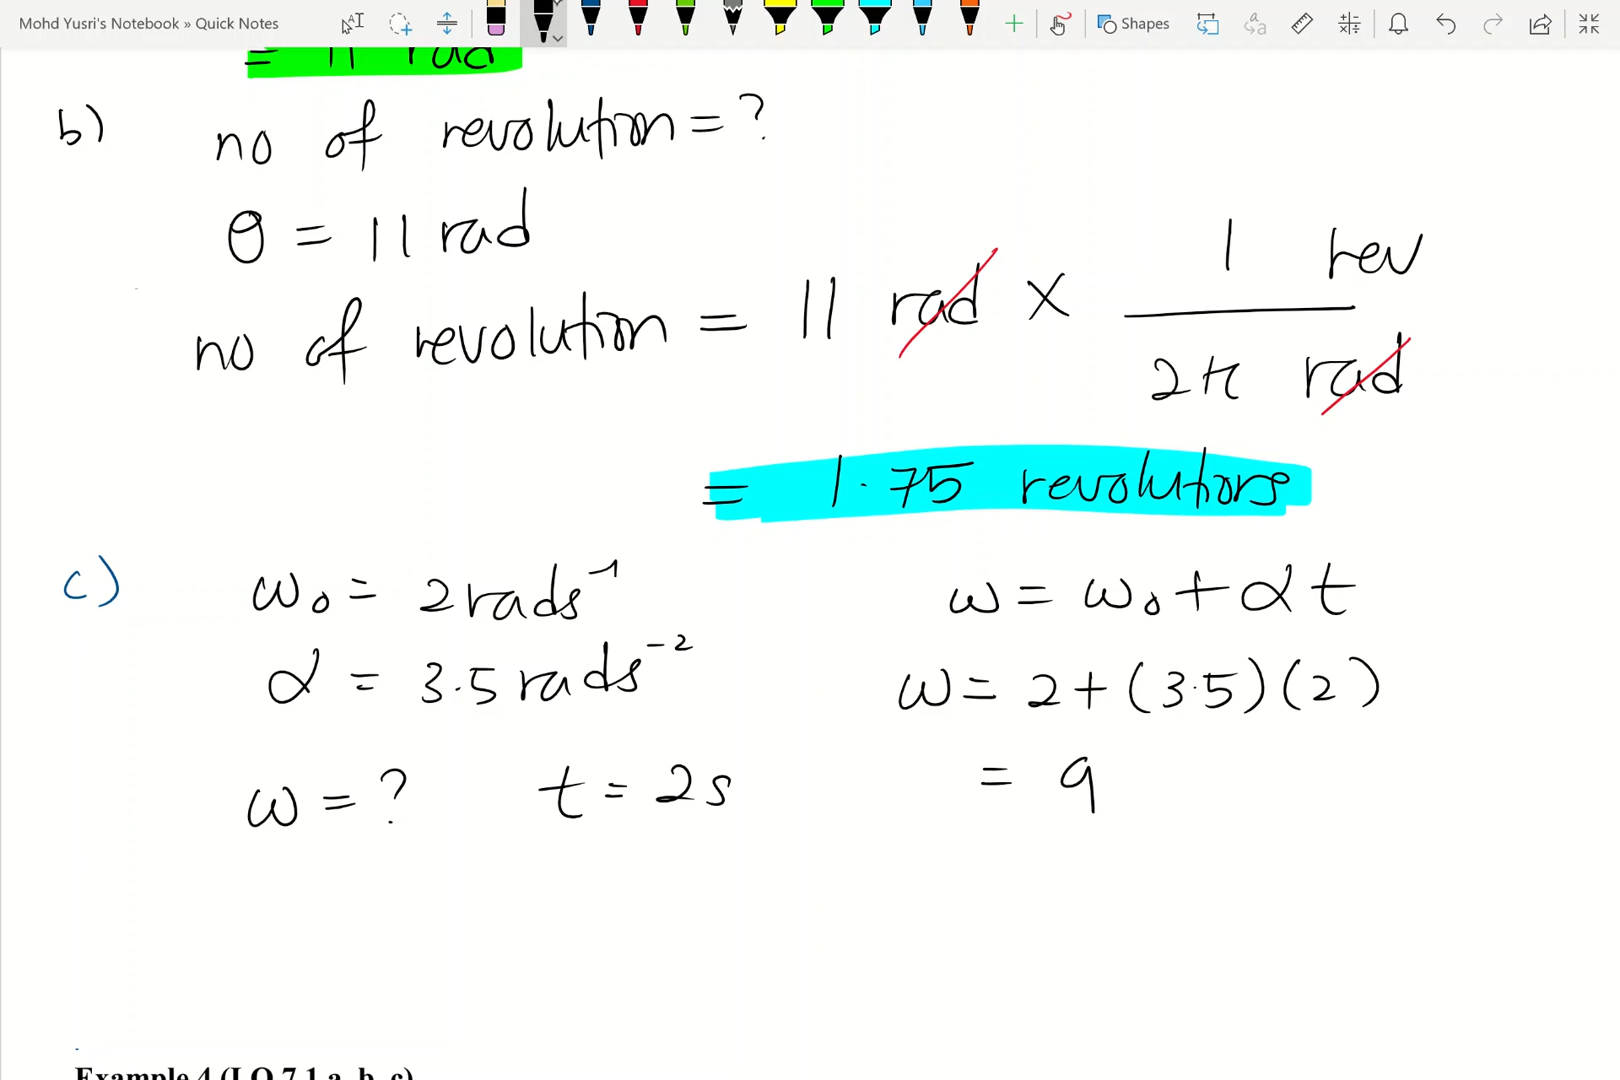 Mohd Yusri's Notebook » Quick Notes
Shapes
= 11 rad
b) no of revolution = ?
θ = 11 rad
no of revolution = 11 rad × 1 rev / 2π rad
= 1.75 revolutions
c) ω₀ = 2 rads⁻¹
ω = ω₀ + αt
α = 3.5 rads⁻²
ω = 2 + (3.5)(2)
ω = ? t = 2s
= 9
Example 4 (LO 7.1 a, b, c)